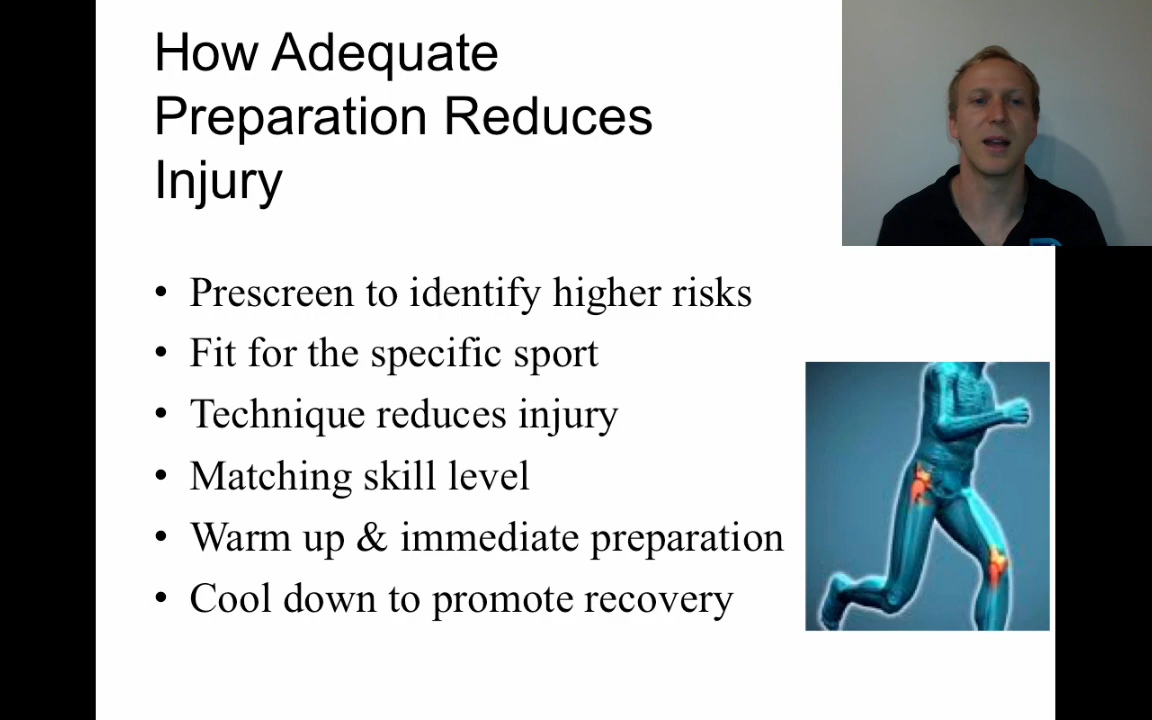 How Adequate
Preparation Reduces
Injury
• Prescreen to identify higher risks
• Fit for the specific sport
• Technique reduces injury
• Matching skill level
• Warm up & immediate preparation
• Cool down to promote recovery